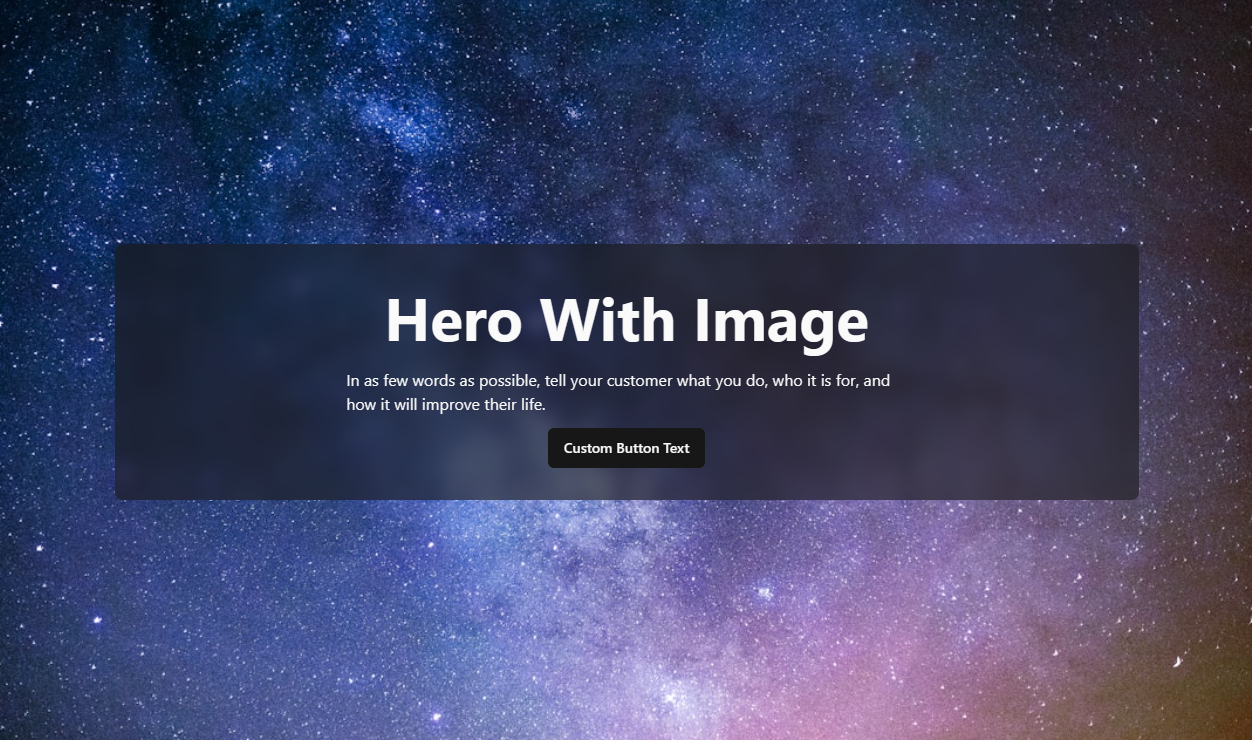 Hero With Image
In as few words as possible, tell your customer what you do, who it is for, and
how it will improve their life.
Custom Button Text